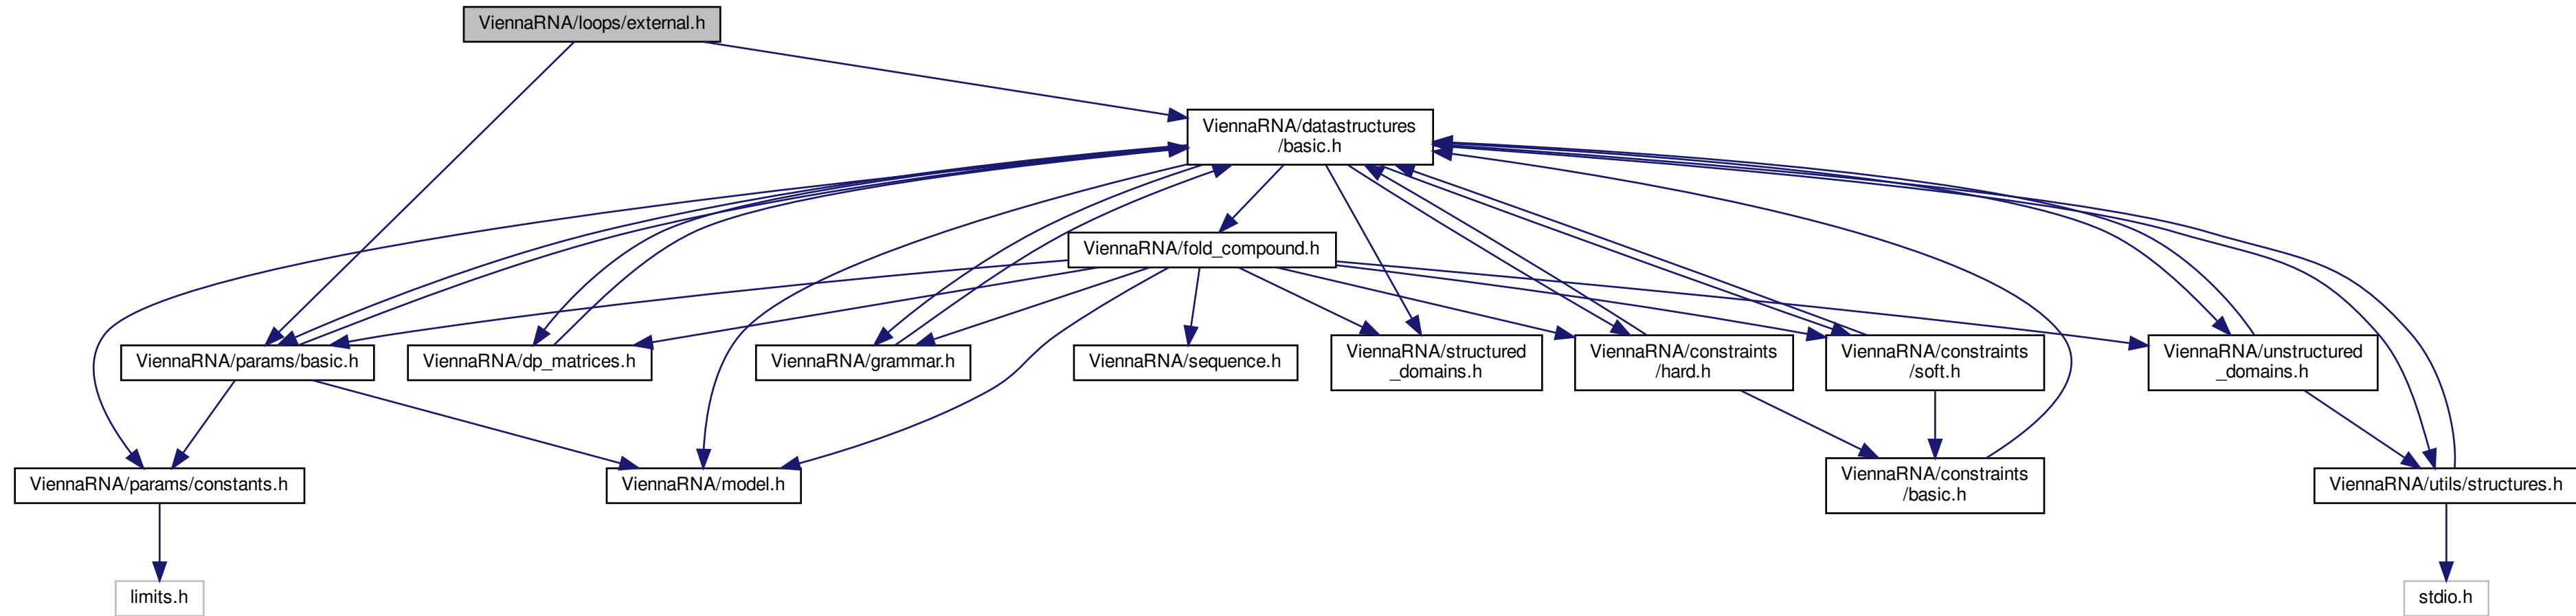 ViennaRNA/loops/external.h
ViennaRNA/datastructures
/basic.h
ViennaRNA/fold_compound.h
ViennaRNA/params/basic.h
ViennaRNA/dp_matrices.h
ViennaRNA/grammar.h
ViennaRNA/sequence.h
ViennaRNA/structured
_domains.h
ViennaRNA/constraints
/hard.h
ViennaRNA/constraints
/soft.h
ViennaRNA/unstructured
_domains.h
ViennaRNA/params/constants.h
ViennaRNA/model.h
ViennaRNA/constraints
/basic.h
ViennaRNA/utils/structures.h
limits.h
stdio.h